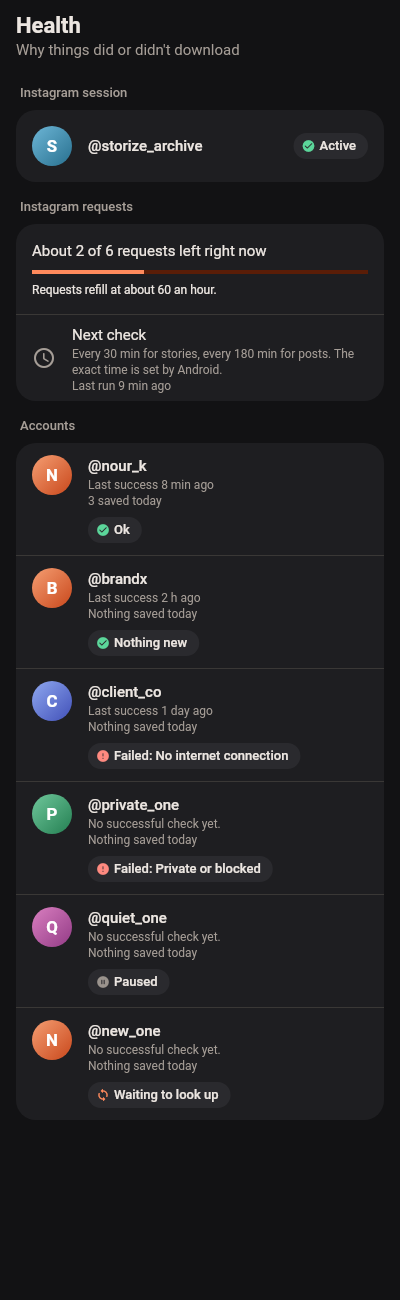 Health
Why things did or didn't download
Instagram session
S
@storize_archive
Active
Instagram requests
About 2 of 6 requests left right now
Requests refill at about 60 an hour.
Next check
Every 30 min for stories, every 180 min for posts. The
exact time is set by Android.
Last run 9 min ago
Accounts
N
@nour_k
Last success 8 min ago
3 saved today
Ok
B
@brandx
Last success 2 h ago
Nothing saved today
Nothing new
C
@client_co
Last success 1 day ago
Nothing saved today
Failed: No internet connection
P
@private_one
No successful check yet.
Nothing saved today
Failed: Private or blocked
Q
@quiet_one
No successful check yet.
Nothing saved today
Paused
N
@new_one
No successful check yet.
Nothing saved today
Waiting to look up